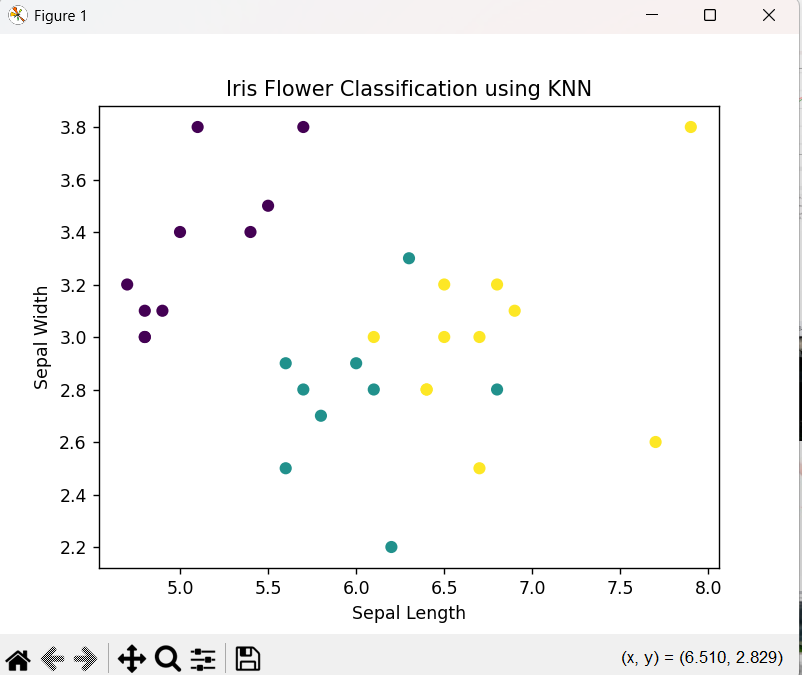 Figure 1
Iris Flower Classification using KNN
3.8
3.6
3.4
3.2
3.0
2.8
2.6
2.4
2.2
Sepal Width
5.0 5.5 6.0 6.5 7.0 7.5 8.0
Sepal Length
(x, y) = (6.510, 2.829)